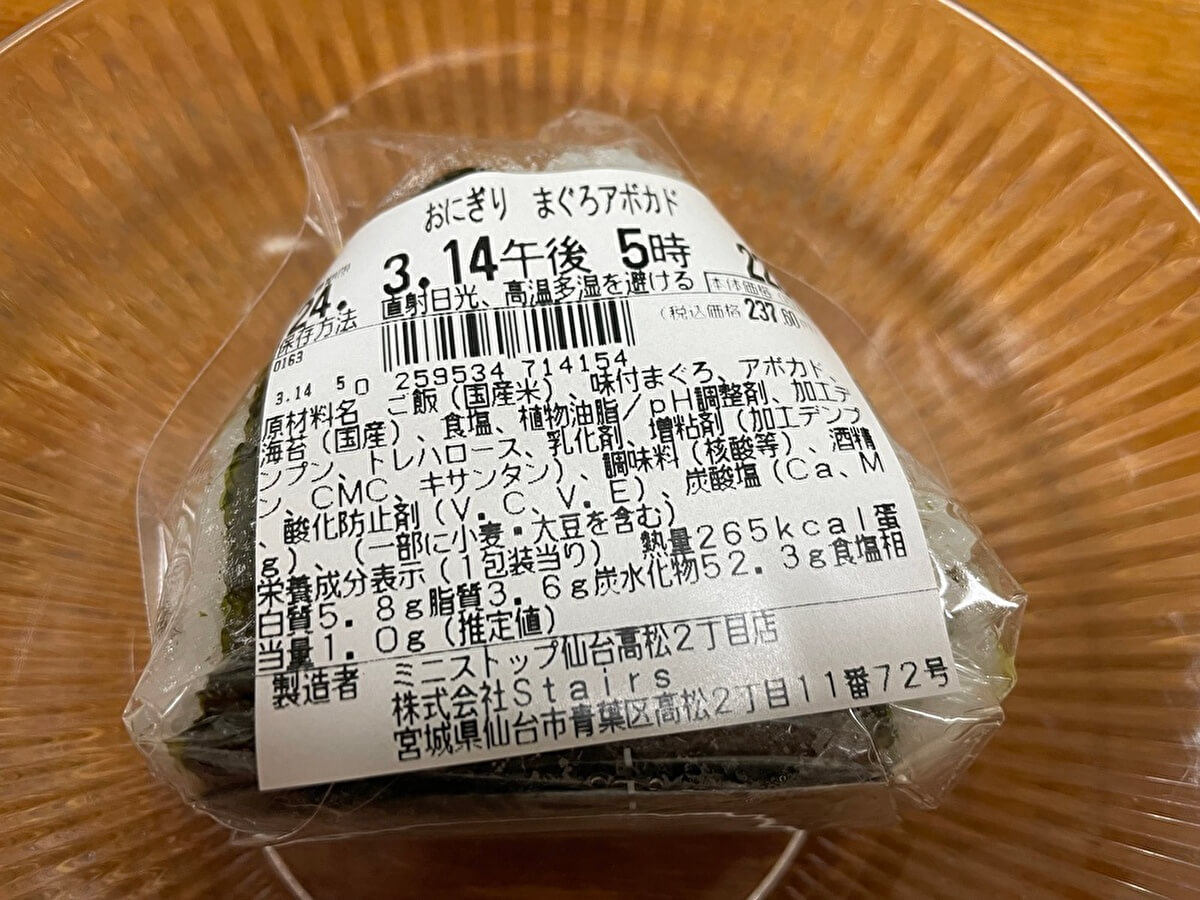 おにぎり まぐろアボカド
24. 3.14午後 5時
保存方法 直射日光、高温多湿を避ける 本体価格
0163 (税込価格 237.60
3.14 5 0 259534 714154
原材料名 ご飯(国産米)、味付まぐろ、アボカド、
海苔(国産)、食塩、植物油脂/pH調整剤、加工デ
ンプン、トレハロース、乳化剤、増粘剤(加工デンプ
ン、CMC、キサンタン)、調味料(核酸等)、酒精
、酸化防止剤(V.C、V.E)、炭酸塩(Ca、M
g)、(一部に小麦・大豆を含む)
栄養成分表示(1包装当り) 熱量265kcal蛋
白質5.8g脂質3.6g炭水化物52.3g食塩相
当量1.0g(推定値)
製造者 ミニストップ仙台高松2丁目店
株式会社Stairs
宮城県仙台市青葉区高松2丁目11番72号